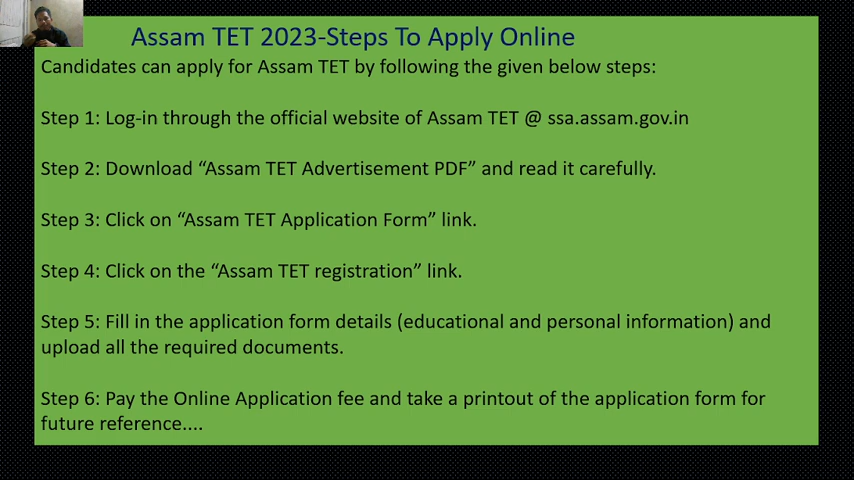 Assam TET 2023-Steps To Apply Online
Candidates can apply for Assam TET by following the given below steps:
Step 1: Log-in through the official website of Assam TET @ ssa.assam.gov.in
Step 2: Download “Assam TET Advertisement PDF” and read it carefully.
Step 3: Click on “Assam TET Application Form” link.
Step 4: Click on the “Assam TET registration” link.
Step 5: Fill in the application form details (educational and personal information) and
upload all the required documents.
Step 6: Pay the Online Application fee and take a printout of the application form for
future reference....